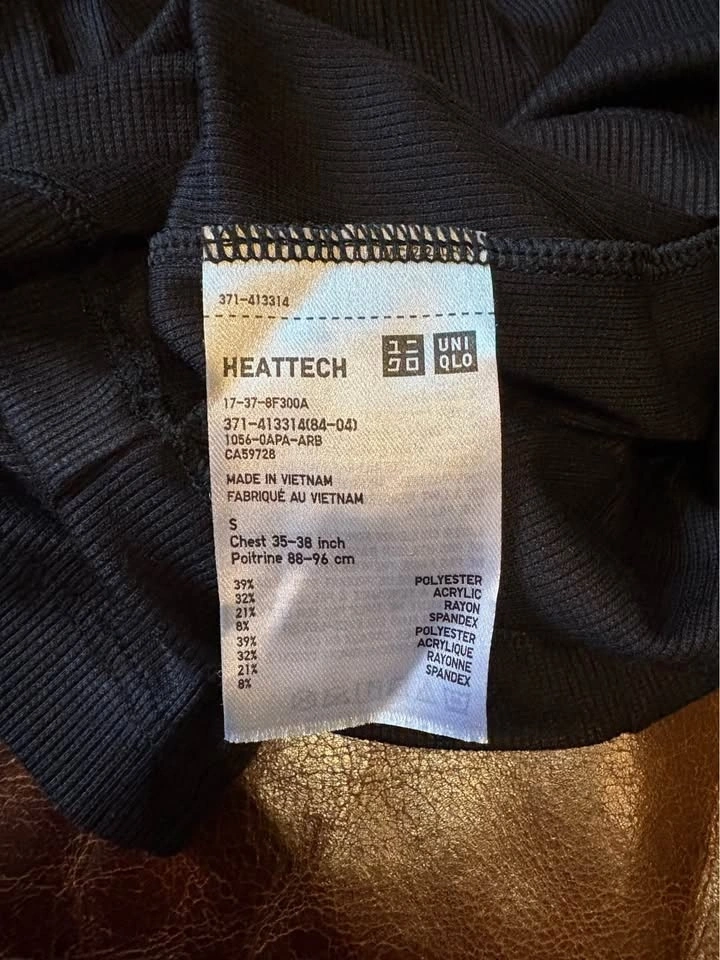 371-413314
HEATTECH
ユニ
クロ
UNI
QLO
17-37-8F300A
371-413314(84-04)
1056-0APA-ARB
CA59728
MADE IN VIETNAM
FABRIQUÉ AU VIETNAM
S
Chest 35-38 inch
Poitrine 88-96 cm
39% POLYESTER
32% ACRYLIC
21% RAYON
8% SPANDEX
39% POLYESTER
32% ACRYLIQUE
21% RAYONNE
8% SPANDEX